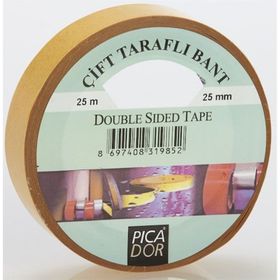 ÇİFT TARAFLI BANT
25 m
25 mm
DOUBLE SIDED TAPE
8 697408 319852
PICA
DOR